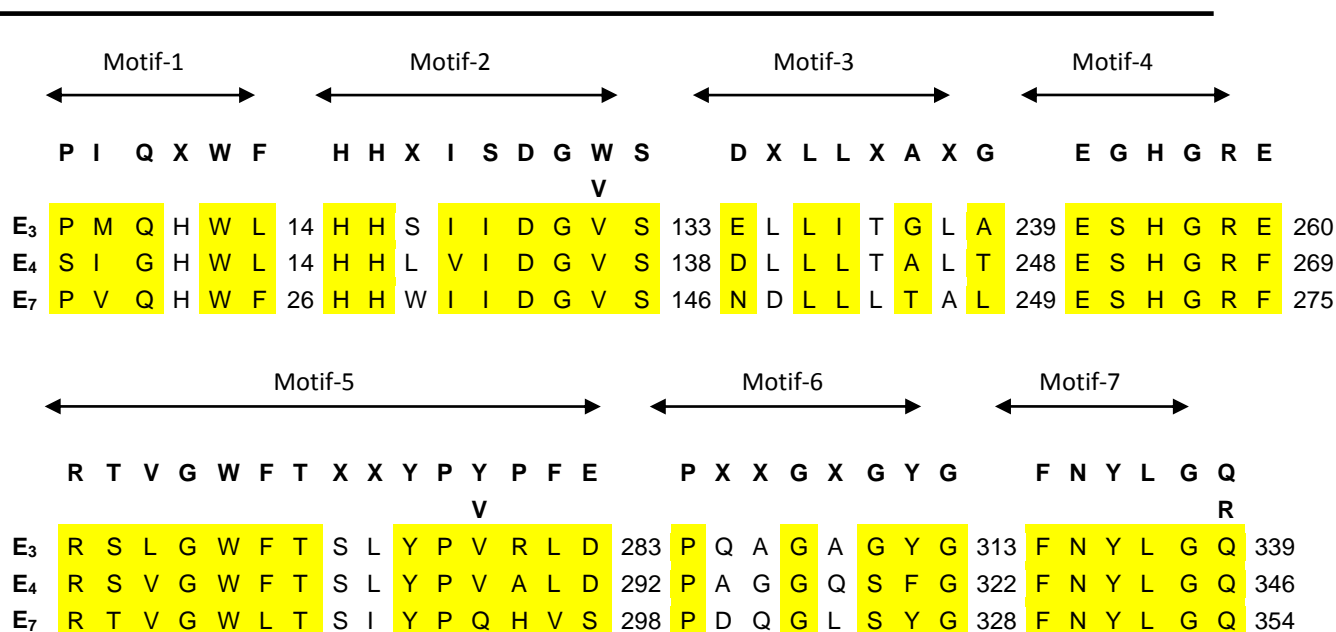 Motif-1 Motif-2 Motif-3 Motif-4
P I Q X W F H H X I S D G W S D X L L X A X G E G H G R E
V
E₃ P M Q H W L 14 H H S I I D G V S 133 E L L I T G L A 239 E S H G R E 260
E₄ S I G H W L 14 H H L V I D G V S 138 D L L L T A L T 248 E S H G R F 269
E₇ P V Q H W F 26 H H W I I D G V S 146 N D L L L T A L 249 E S H G R F 275
Motif-5 Motif-6 Motif-7
R T V G W F T X X Y P Y P F E P X X G X G Y G F N Y L G Q
V R
E₃ R S L G W F T S L Y P V R L D 283 P Q A G A G Y G 313 F N Y L G Q 339
E₄ R S V G W F T S L Y P V A L D 292 P A G G Q S F G 322 F N Y L G Q 346
E₇ R T V G W L T S I Y P Q H V S 298 P D Q G L S Y G 328 F N Y L G Q 354